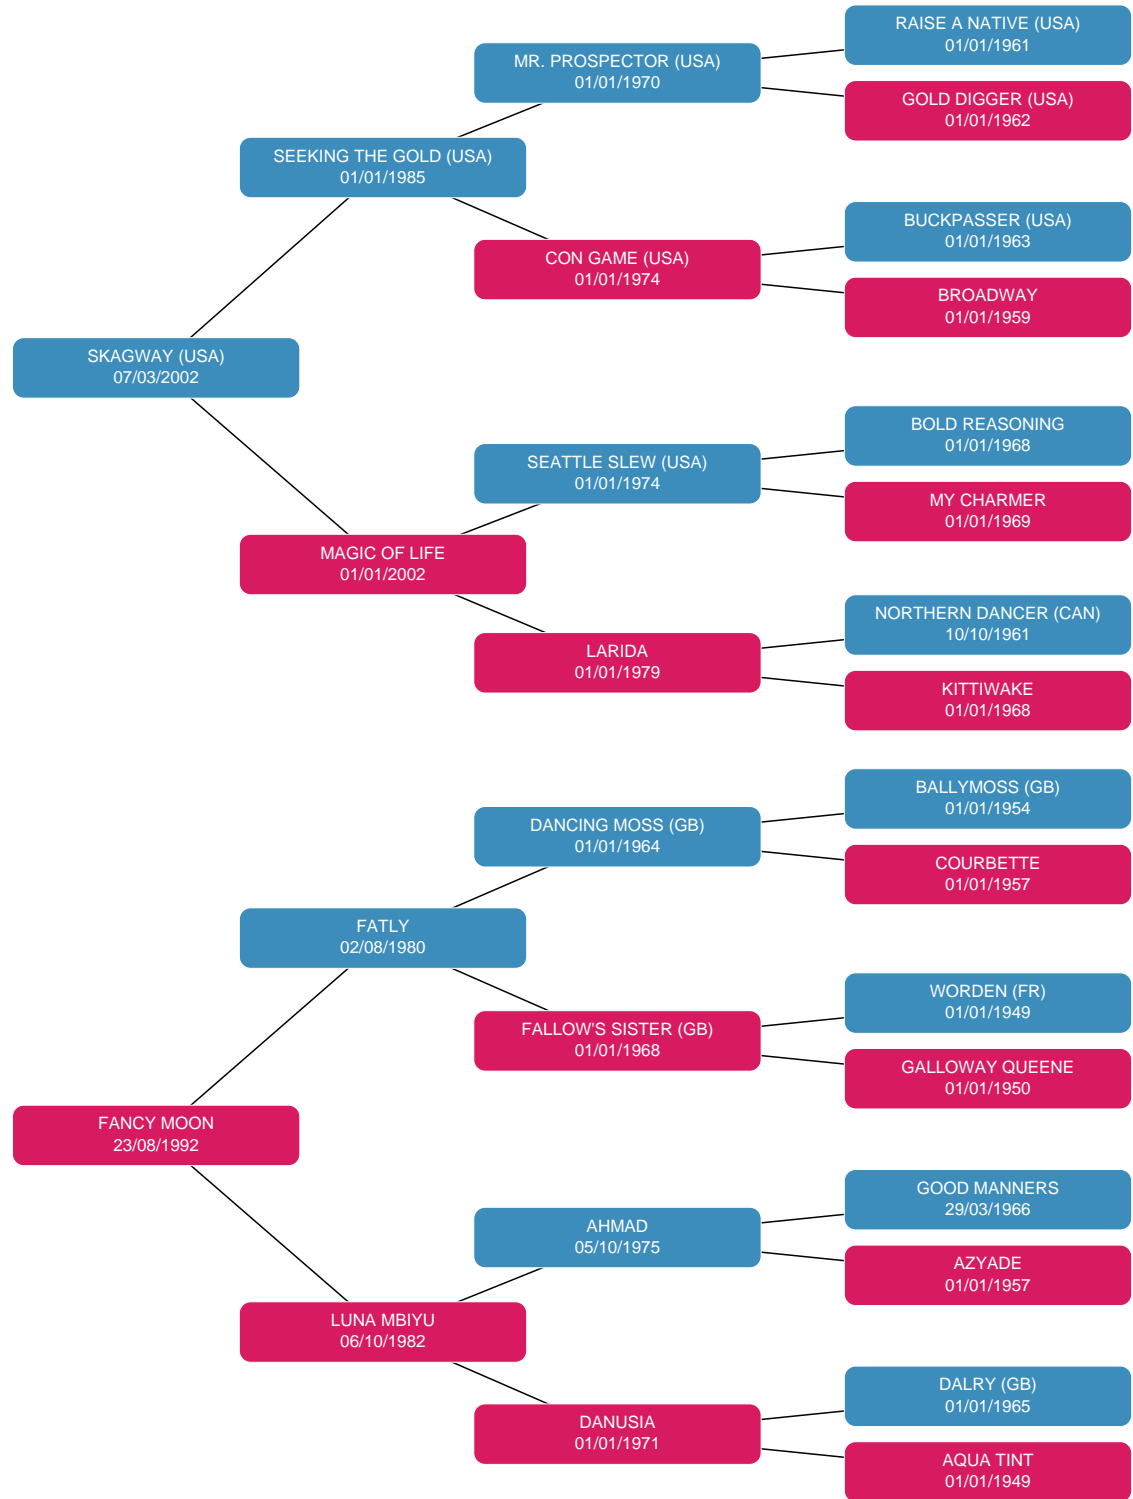 RAISE A NATIVE (USA)
01/01/1961
MR. PROSPECTOR (USA)
01/01/1970
GOLD DIGGER (USA)
01/01/1962
SEEKING THE GOLD (USA)
01/01/1985
BUCKPASSER (USA)
01/01/1963
CON GAME (USA)
01/01/1974
BROADWAY
01/01/1959
SKAGWAY (USA)
07/03/2002
BOLD REASONING
01/01/1968
SEATTLE SLEW (USA)
01/01/1974
MY CHARMER
01/01/1969
MAGIC OF LIFE
01/01/2002
NORTHERN DANCER (CAN)
10/10/1961
LARIDA
01/01/1979
KITTIWAKE
01/01/1968
BALLYMOSS (GB)
01/01/1954
DANCING MOSS (GB)
01/01/1964
COURBETTE
01/01/1957
FATLY
02/08/1980
WORDEN (FR)
01/01/1949
FALLOW'S SISTER (GB)
01/01/1968
GALLOWAY QUEENE
01/01/1950
FANCY MOON
23/08/1992
GOOD MANNERS
29/03/1966
AHMAD
05/10/1975
AZYADE
01/01/1957
LUNA MBIYU
06/10/1982
DALRY (GB)
01/01/1965
DANUSIA
01/01/1971
AQUA TINT
01/01/1949